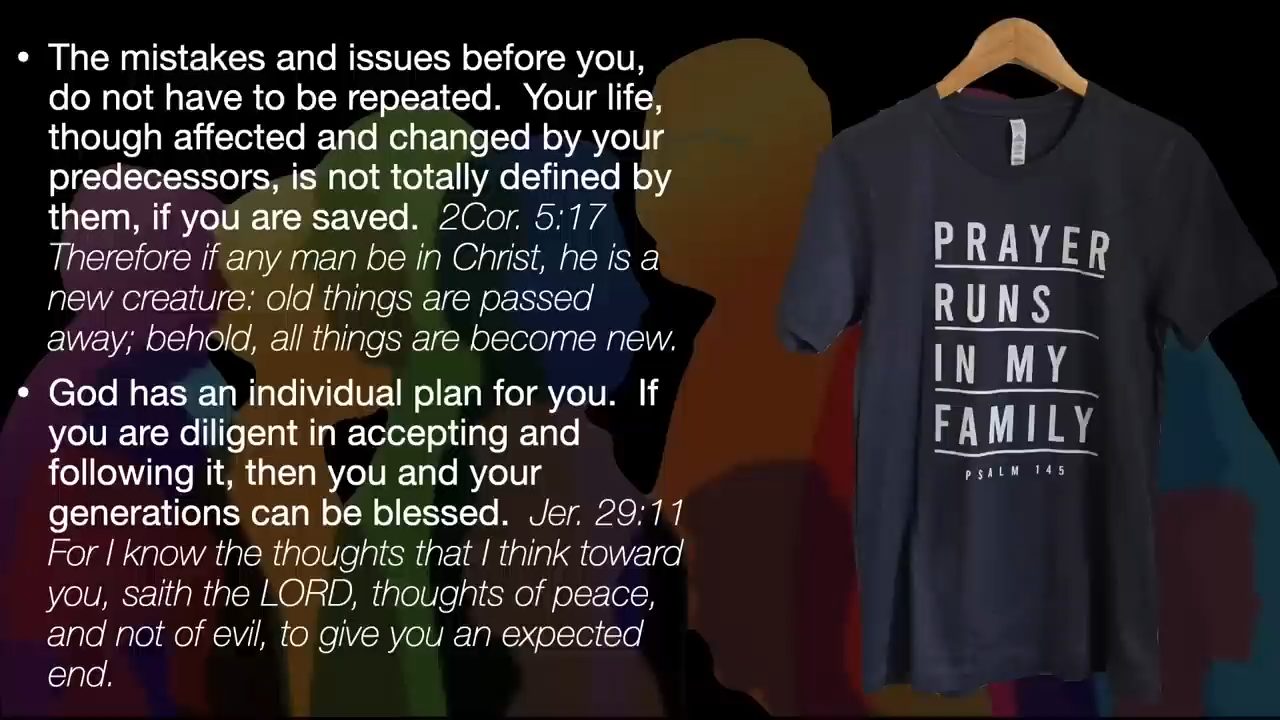 • The mistakes and issues before you,
do not have to be repeated.  Your life,
though affected and changed by your
predecessors, is not totally defined by
them, if you are saved.  2Cor. 5:17
Therefore if any man be in Christ, he is a
new creature: old things are passed
away; behold, all things are become new.
• God has an individual plan for you.  If
you are diligent in accepting and
following it, then you and your
generations can be blessed.  Jer. 29:11
For I know the thoughts that I think toward
you, saith the LORD, thoughts of peace,
and not of evil, to give you an expected
end.
PRAYER
RUNS
IN MY
FAMILY
PSALM 145